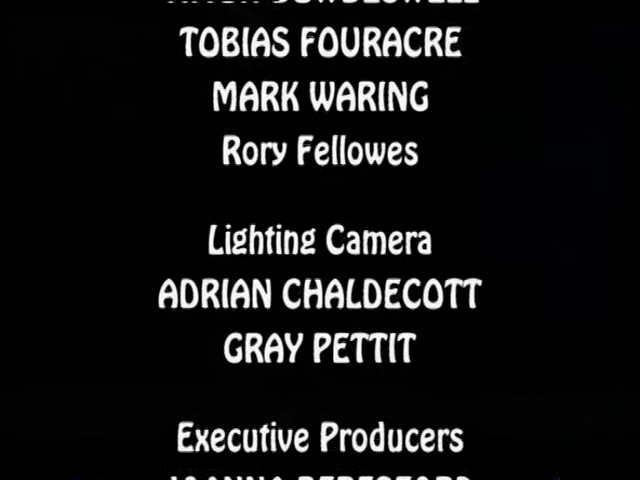 TOBIAS FOURACRE
MARK WARING
Rory Fellowes
Lighting Camera
ADRIAN CHALDECOTT
GRAY PETTIT
Executive Producers